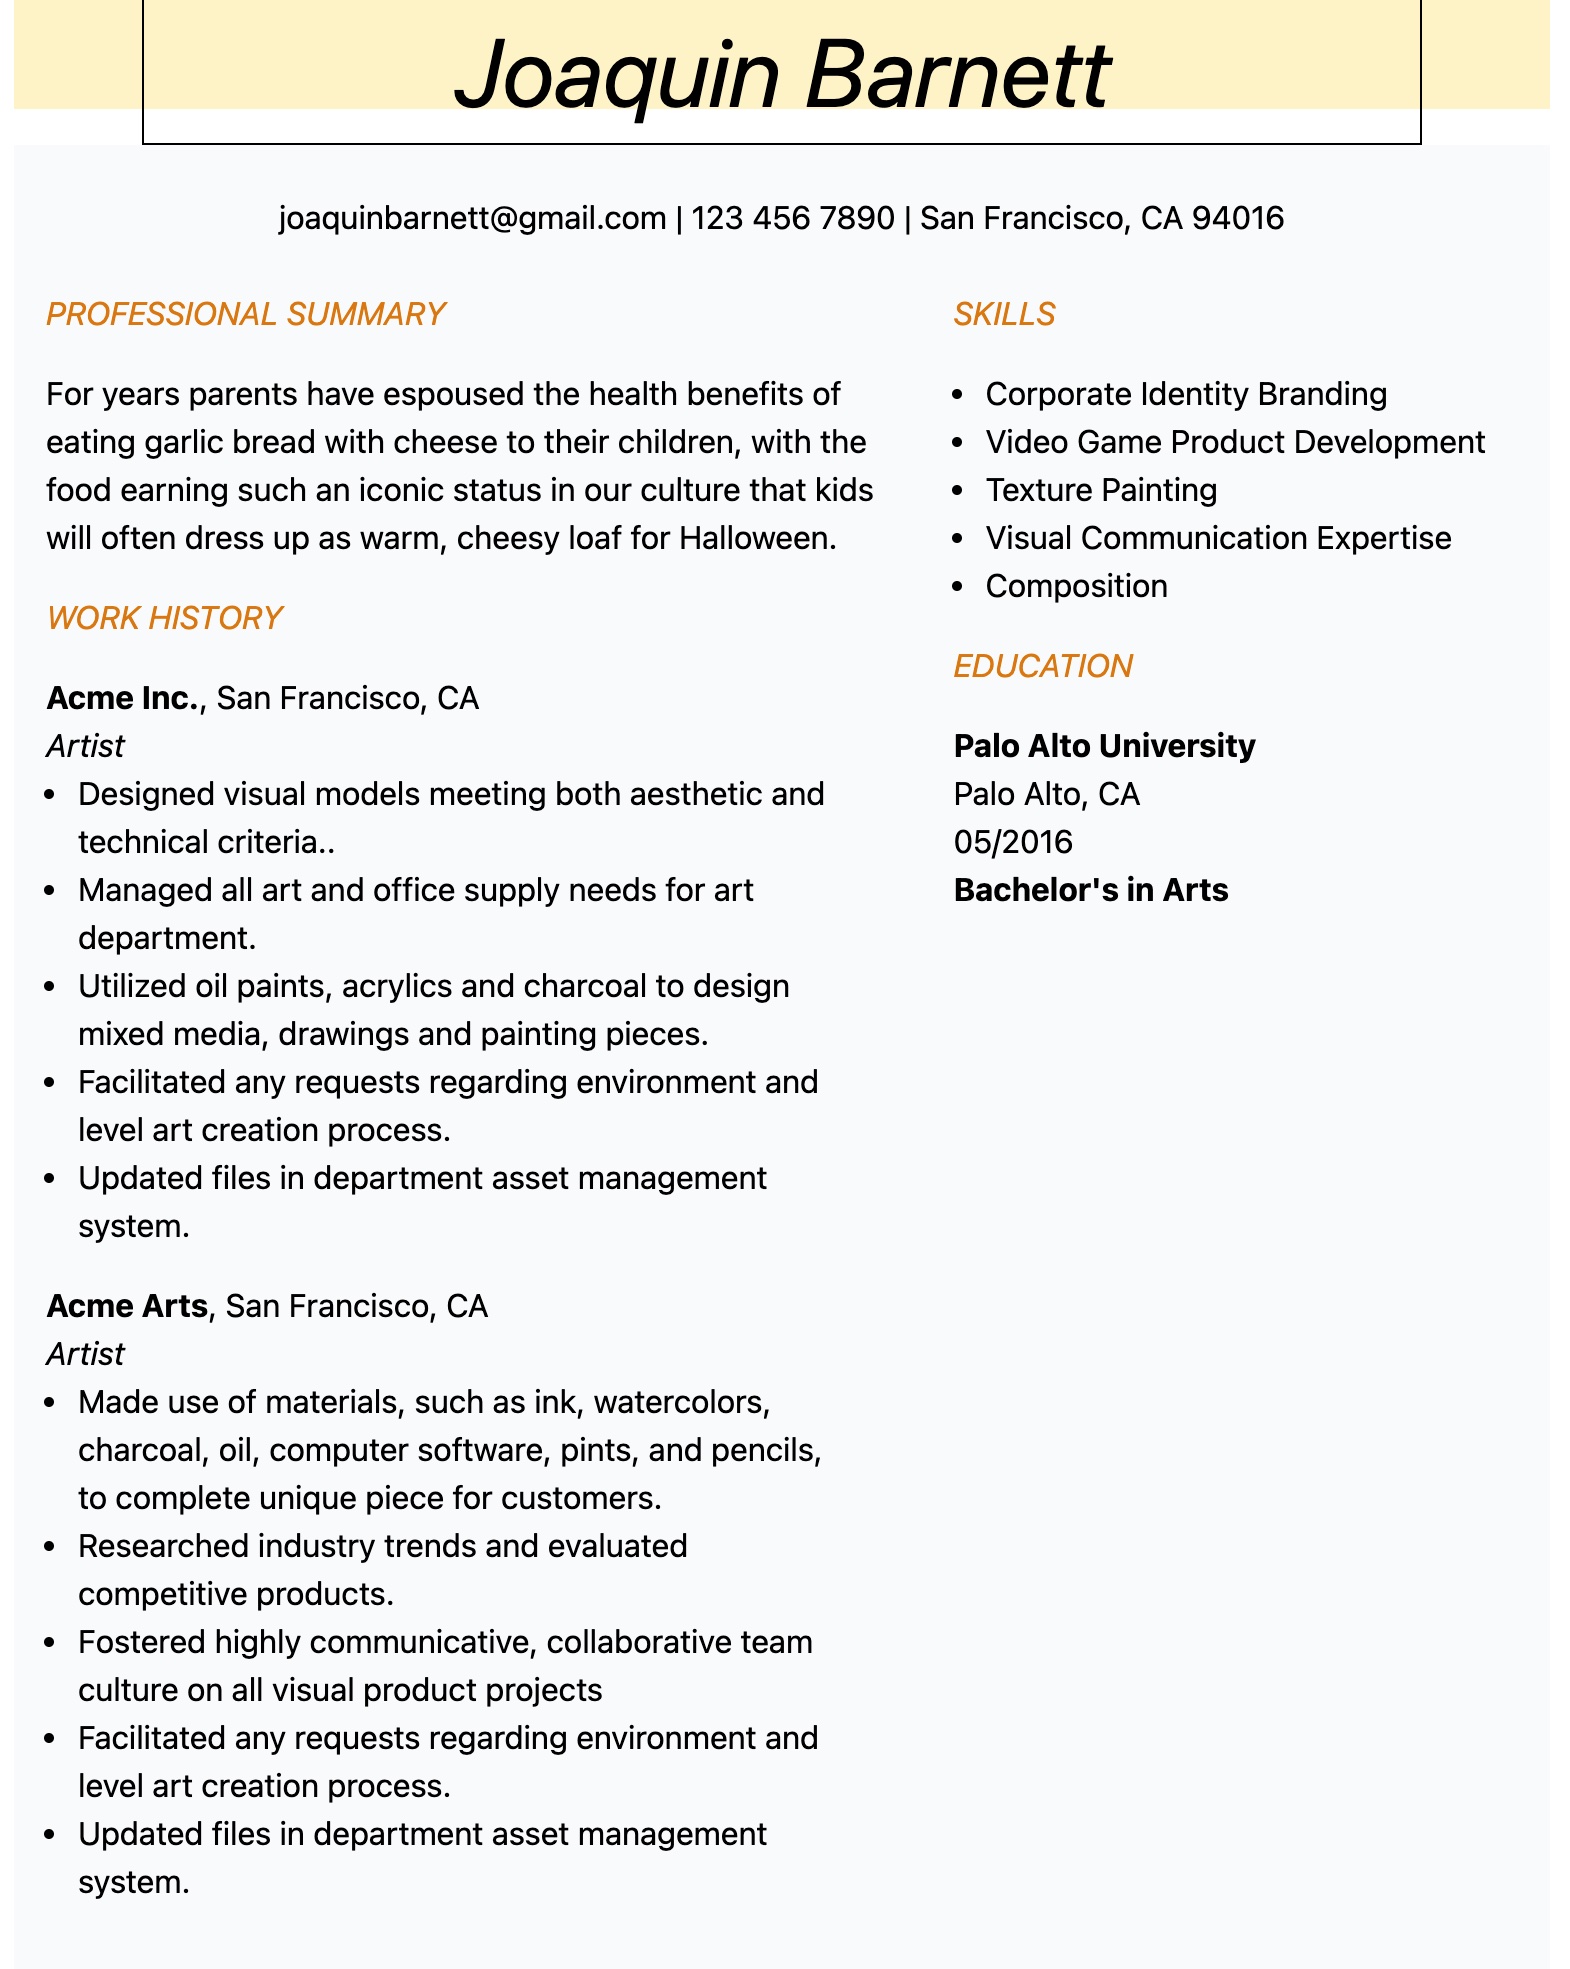 Joaquin Barnett
joaquinbarnett@gmail.com | 123 456 7890 | San Francisco, CA 94016
PROFESSIONAL SUMMARY
For years parents have espoused the health benefits of
eating garlic bread with cheese to their children, with the
food earning such an iconic status in our culture that kids
will often dress up as warm, cheesy loaf for Halloween.
WORK HISTORY
Acme Inc., San Francisco, CA
Artist
• Designed visual models meeting both aesthetic and
technical criteria..
• Managed all art and office supply needs for art
department.
• Utilized oil paints, acrylics and charcoal to design
mixed media, drawings and painting pieces.
• Facilitated any requests regarding environment and
level art creation process.
• Updated files in department asset management
system.
Acme Arts, San Francisco, CA
Artist
• Made use of materials, such as ink, watercolors,
charcoal, oil, computer software, pints, and pencils,
to complete unique piece for customers.
• Researched industry trends and evaluated
competitive products.
• Fostered highly communicative, collaborative team
culture on all visual product projects
• Facilitated any requests regarding environment and
level art creation process.
• Updated files in department asset management
system.
SKILLS
• Corporate Identity Branding
• Video Game Product Development
• Texture Painting
• Visual Communication Expertise
• Composition
EDUCATION
Palo Alto University
Palo Alto, CA
05/2016
Bachelor's in Arts